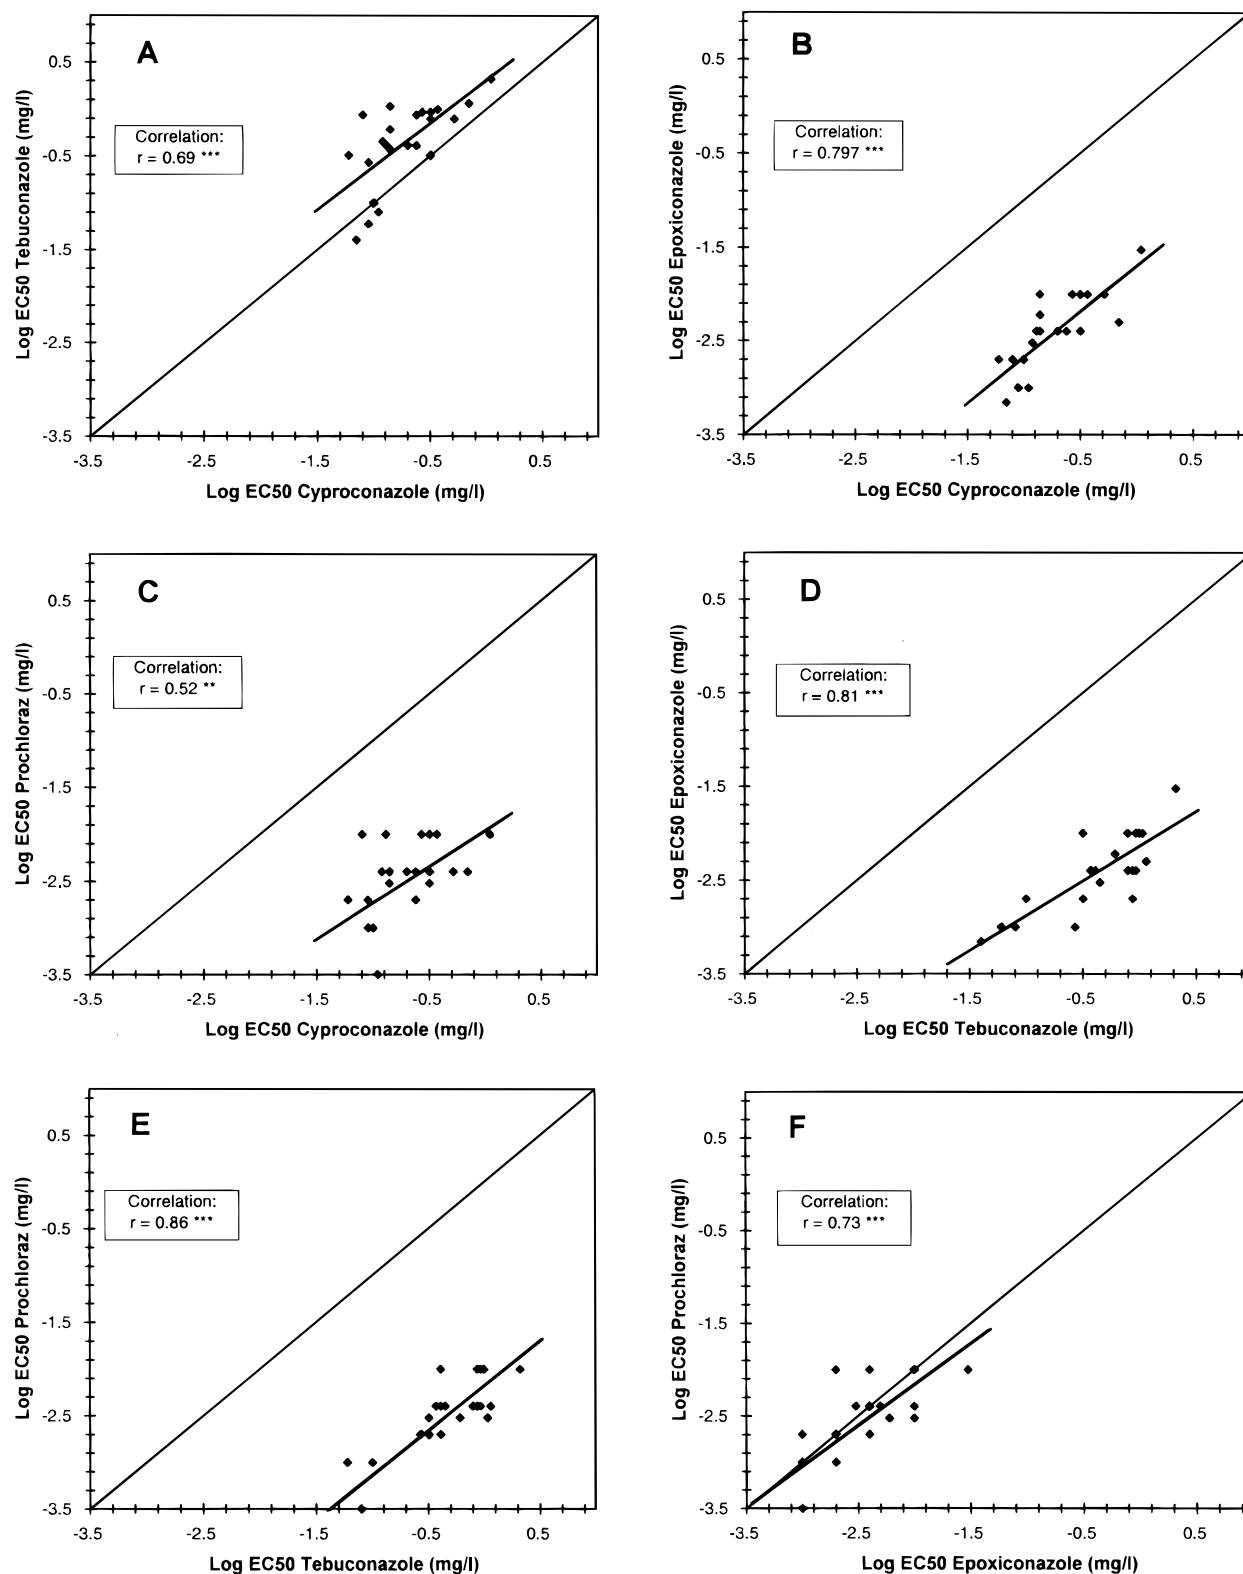 A
Correlation:
r = 0.69 ***
Log EC50 Tebuconazole (mg/l)
0.5
-0.5
-1.5
-2.5
-3.5
-3.5 -2.5 -1.5 -0.5 0.5
Log EC50 Cyproconazole (mg/l)
B
Correlation:
r = 0.797 ***
Log EC50 Epoxiconazole (mg/l)
0.5
-0.5
-1.5
-2.5
-3.5
-3.5 -2.5 -1.5 -0.5 0.5
Log EC50 Cyproconazole (mg/l)
C
Correlation:
r = 0.52 **
Log EC50 Prochloraz (mg/l)
0.5
-0.5
-1.5
-2.5
-3.5
-3.5 -2.5 -1.5 -0.5 0.5
Log EC50 Cyproconazole (mg/l)
D
Correlation:
r = 0.81 ***
Log EC50 Epoxiconazole (mg/l)
0.5
-0.5
-1.5
-2.5
-3.5
-3.5 -2.5 -1.5 -0.5 0.5
Log EC50 Tebuconazole (mg/l)
E
Correlation:
r = 0.86 ***
Log EC50 Prochloraz (mg/l)
0.5
-0.5
-1.5
-2.5
-3.5
-3.5 -2.5 -1.5 -0.5 0.5
Log EC50 Tebuconazole (mg/l)
F
Correlation:
r = 0.73 ***
Log EC50 Prochloraz (mg/l)
0.5
-0.5
-1.5
-2.5
-3.5
-3.5 -2.5 -1.5 -0.5 0.5
Log EC50 Epoxiconazole (mg/l)